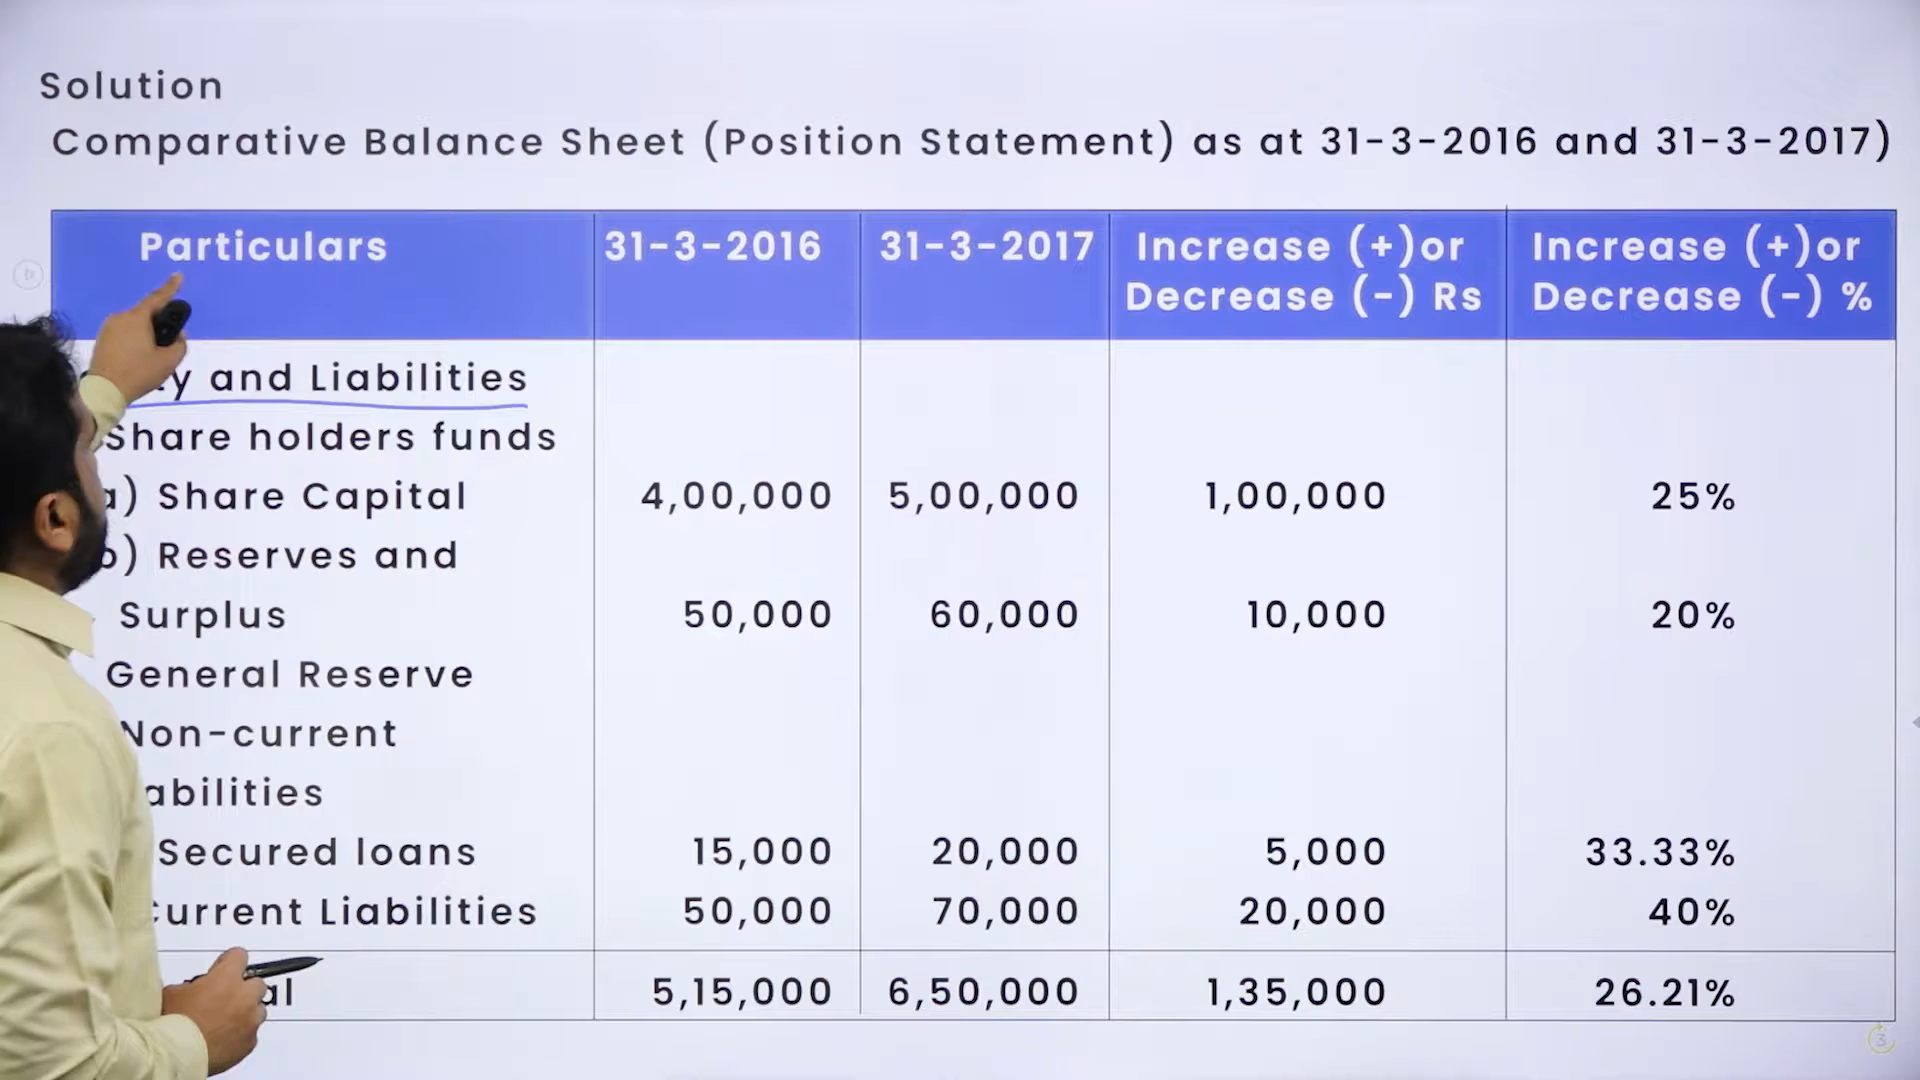 Solution
Comparative Balance Sheet (Position Statement) as at 31-3-2016 and 31-3-2017)
Particulars 31-3-2016 31-3-2017 Increase (+)or Decrease (-) Rs Increase (+)or Decrease (-) %
and Liabilities
Share holders funds
a) Share Capital 4,00,000 5,00,000 1,00,000 25%
b) Reserves and
Surplus 50,000 60,000 10,000 20%
General Reserve
Non-current
abilities
Secured loans 15,000 20,000 5,000 33.33%
Current Liabilities 50,000 70,000 20,000 40%
5,15,000 6,50,000 1,35,000 26.21%
3